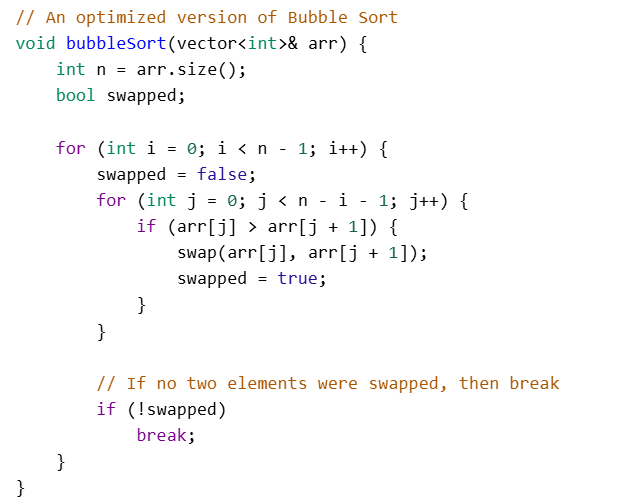 // An optimized version of Bubble Sort
void bubbleSort(vector<int>& arr) {
    int n = arr.size();
    bool swapped;

    for (int i = 0; i < n - 1; i++) {
        swapped = false;
        for (int j = 0; j < n - i - 1; j++) {
            if (arr[j] > arr[j + 1]) {
                swap(arr[j], arr[j + 1]);
                swapped = true;
            }
        }

        // If no two elements were swapped, then break
        if (!swapped)
            break;
    }
}